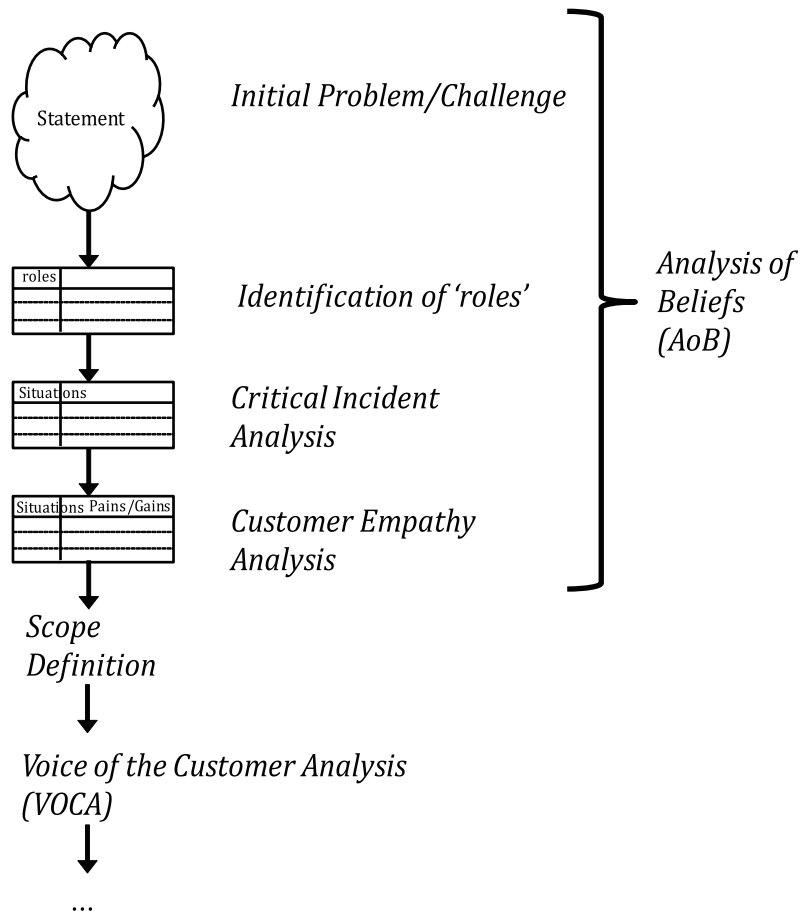 Statement
Initial Problem/Challenge
roles
Identification of ‘roles’
Situations
Critical Incident
Analysis
Situations Pains/Gains
Customer Empathy
Analysis
Analysis of
Beliefs
(AoB)
Scope
Definition
Voice of the Customer Analysis
(VOCA)
...